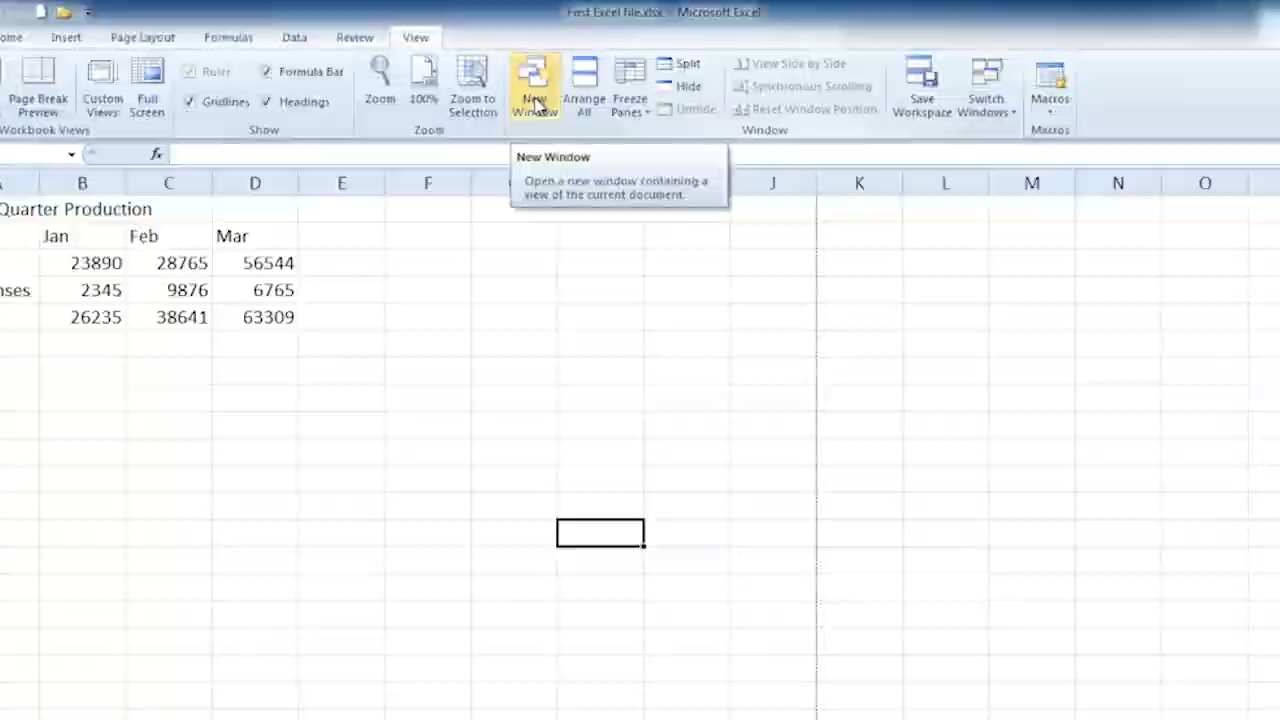 First Excel file.xlsx - Microsoft Excel
ome Insert Page Layout Formulas Data Review View
Page Break Preview
Custom Views
Full Screen
Workbook Views
Ruler
Formula Bar
Gridlines
Headings
Show
Zoom
100%
Zoom to Selection
Zoom
New Window
Arrange All
Freeze Panes
Split
Hide
Unhide
View Side by Side
Synchronous Scrolling
Reset Window Position
Window
Save Workspace
Switch Windows
Macros
Macros
fx
New Window
Open a new window containing a
view of the current document.
A B C D E F J K L M N O
Quarter Production
Jan Feb Mar
23890 28765 56544
nses 2345 9876 6765
26235 38641 63309